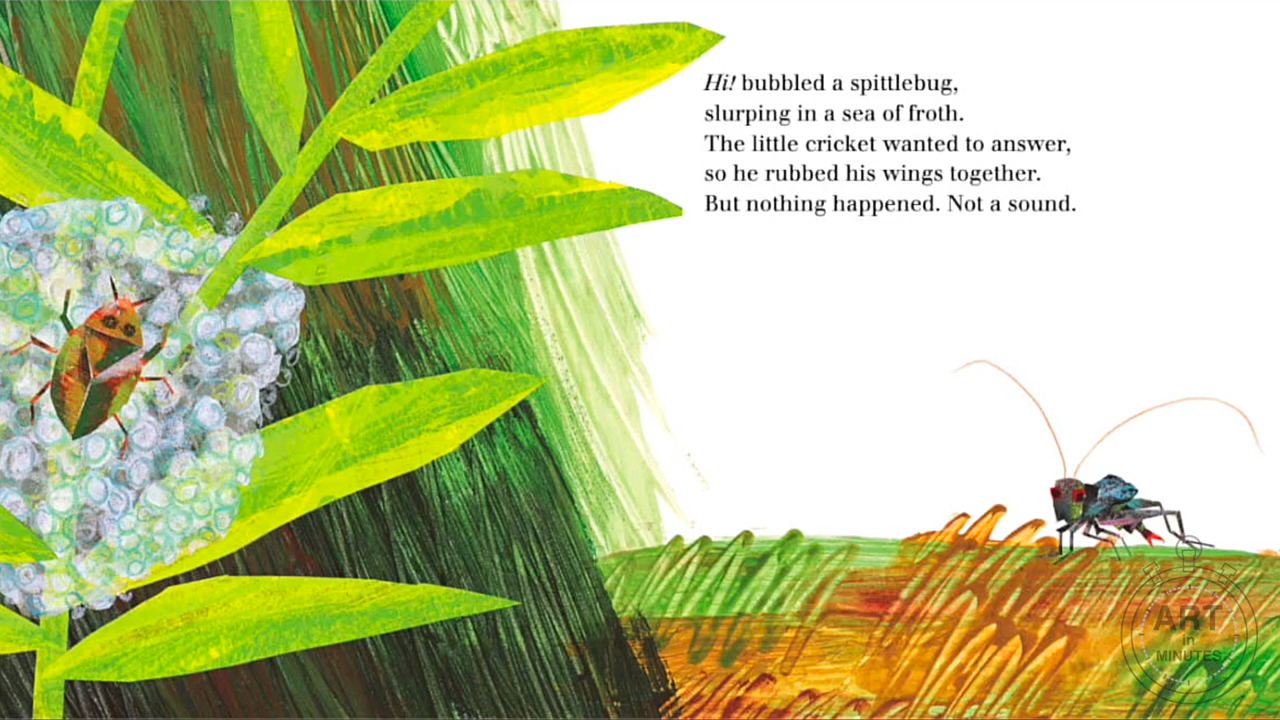 Hi! bubbled a spittlebug,
slurping in a sea of froth.
The little cricket wanted to answer,
so he rubbed his wings together.
But nothing happened. Not a sound.
ART
in
MINUTES